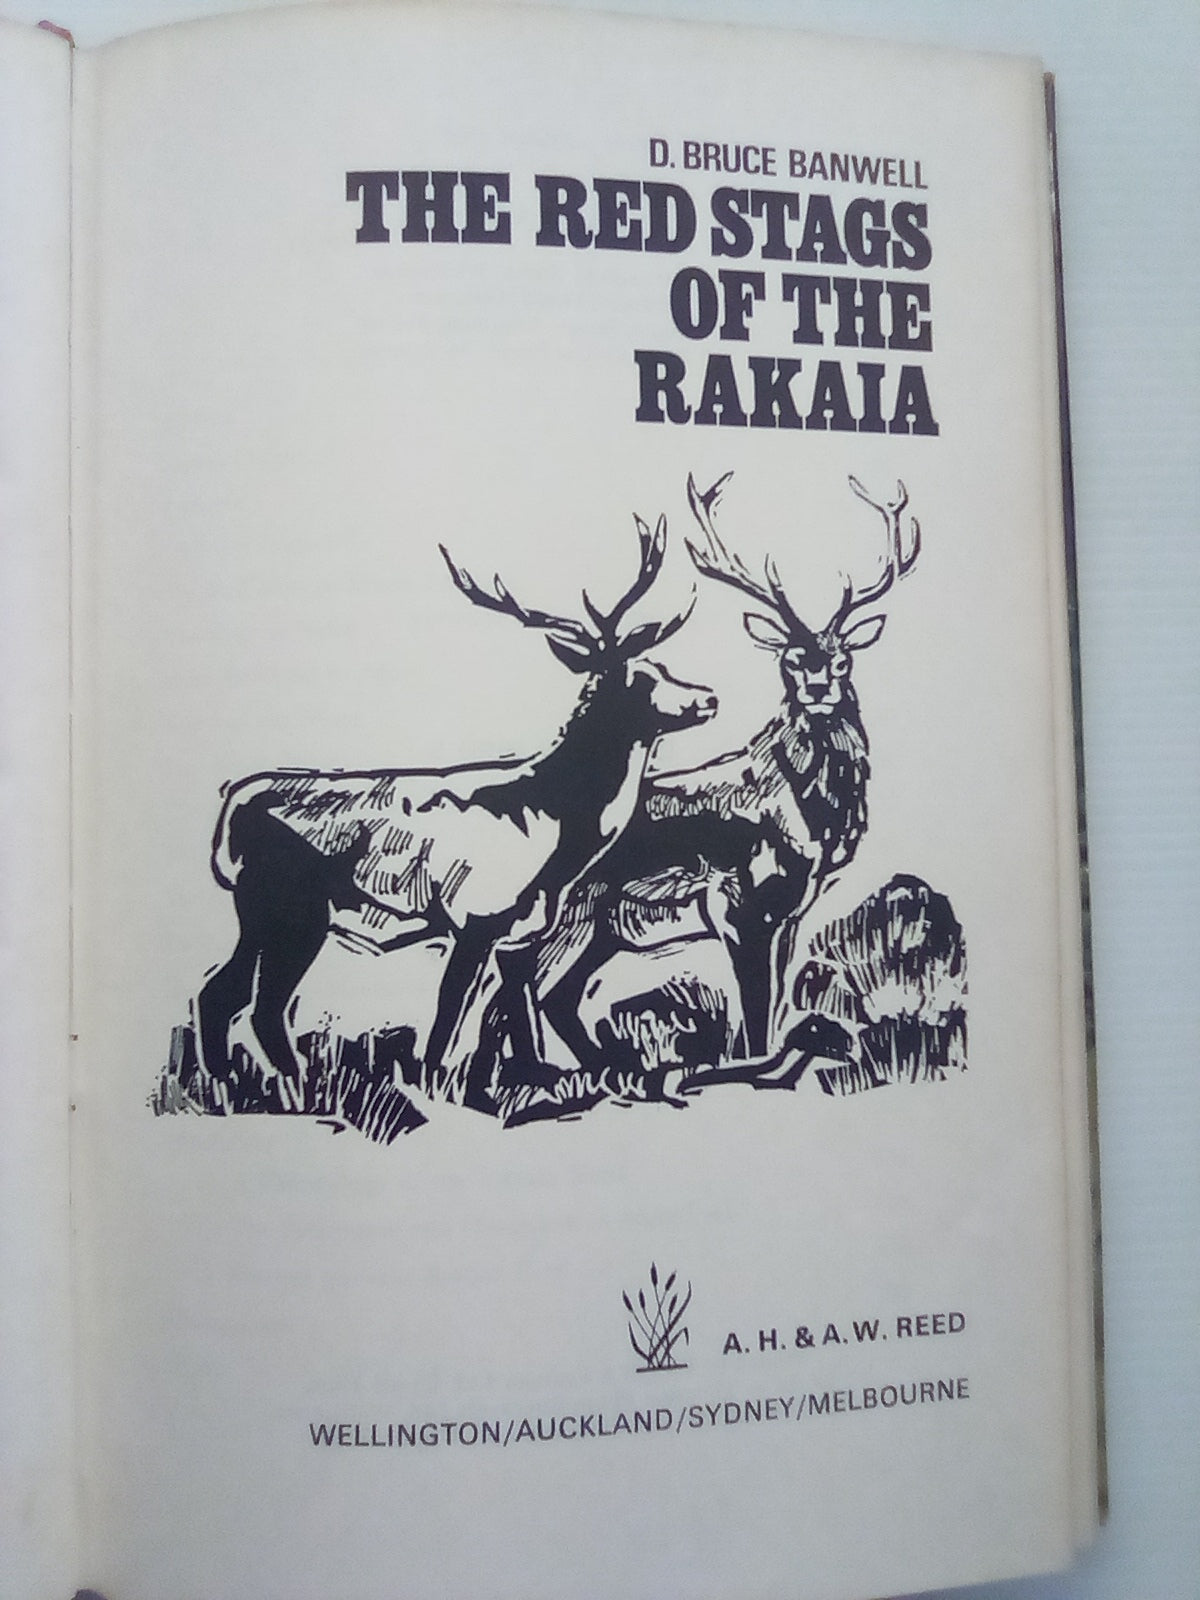 D. BRUCE BANWELL
THE RED STAGS
OF THE
RAKAIA
A. H. & A. W. REED
WELLINGTON/AUCKLAND/SYDNEY/MELBOURNE